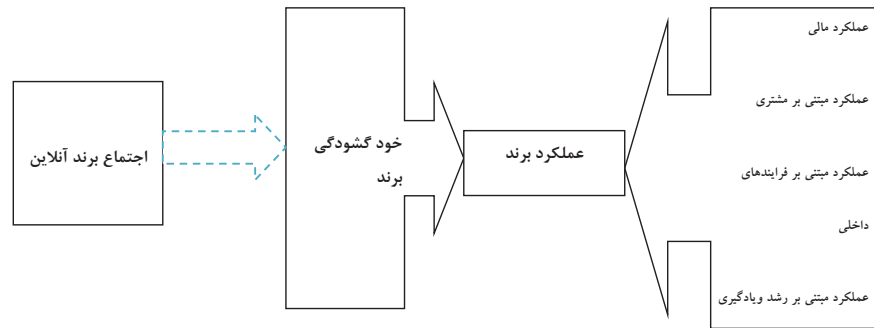 اجتماع برند آنلاین
خود گشودگی
برند
عملکرد برند
عملکرد مالی
عملکرد مبتنی بر مشتری
عملکرد مبتنی بر فرایندهای
داخلی
عملکرد مبتنی بر رشد ویادگیری